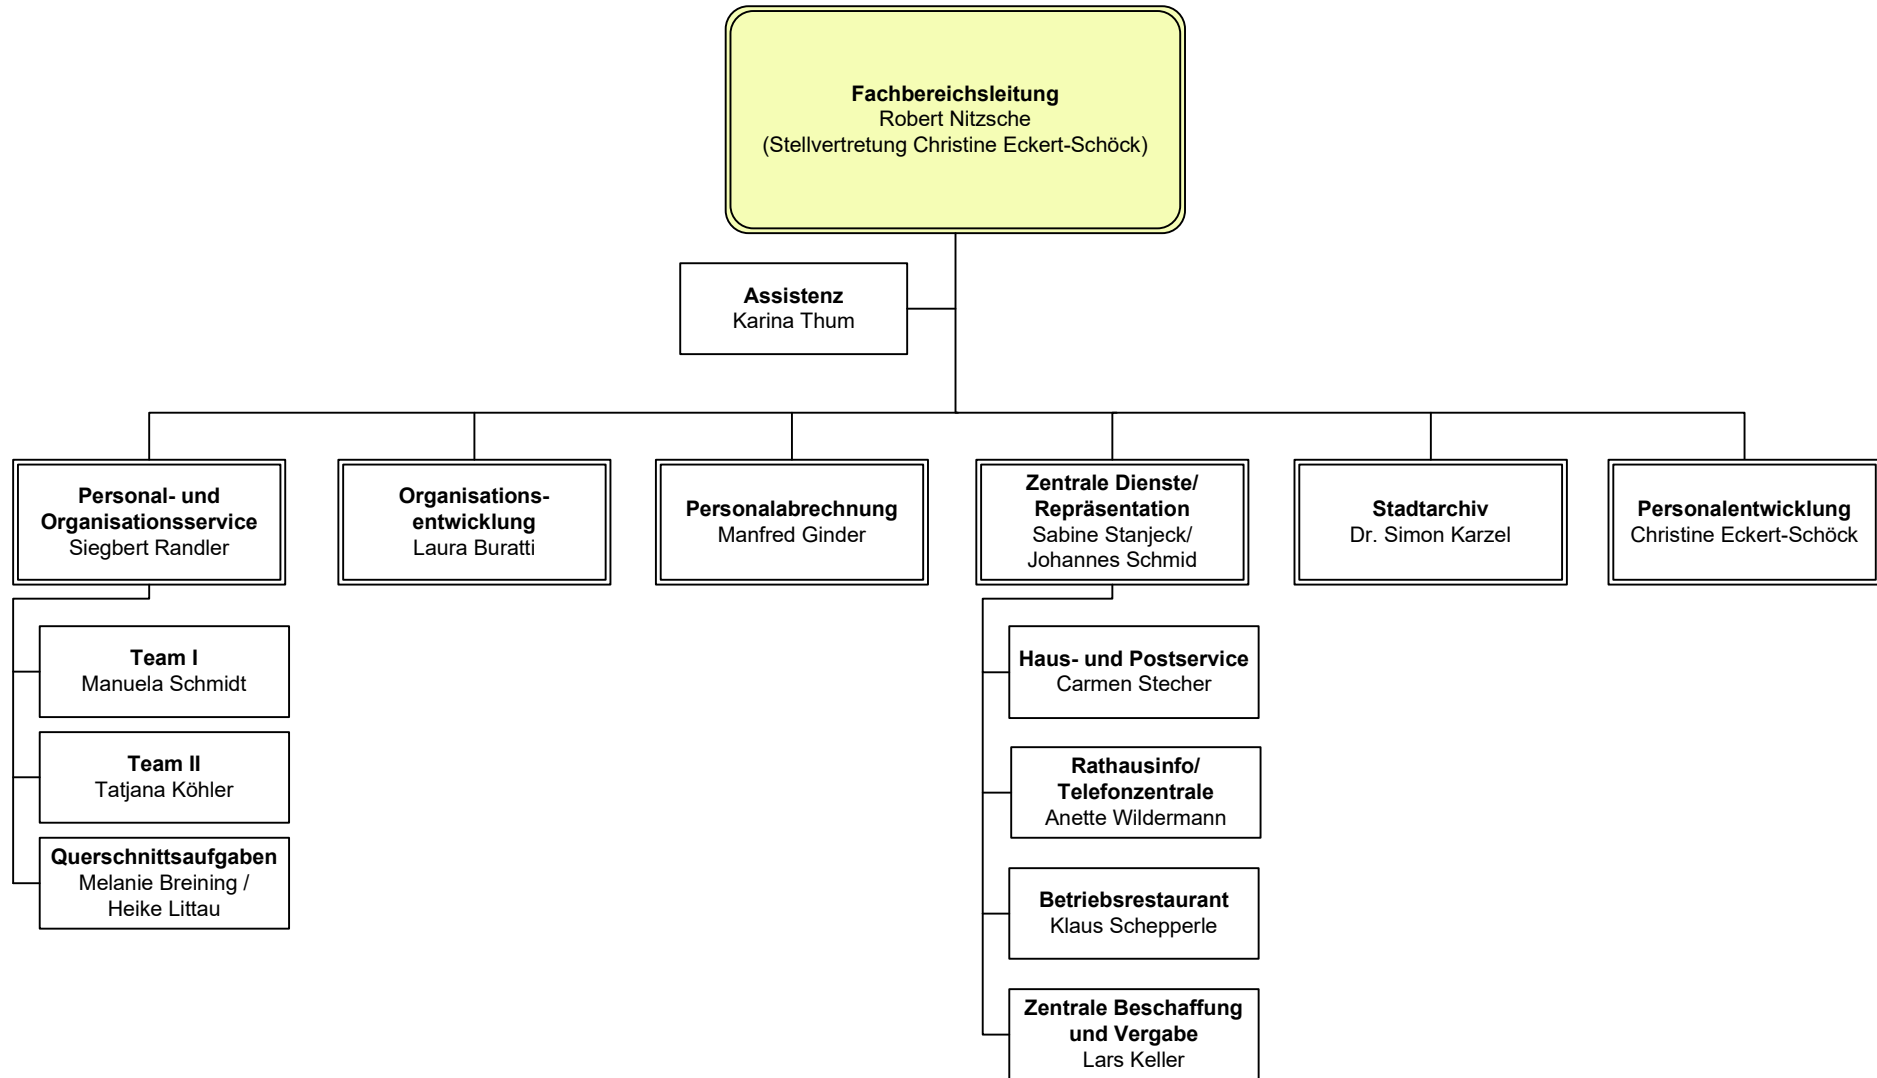 Fachbereichsleitung
Robert Nitzsche
(Stellvertretung Christine Eckert-Schöck)
Assistenz
Karina Thum
Personal- und
Organisationsservice
Siegbert Randler
Organisations-
entwicklung
Laura Buratti
Personalabrechnung
Manfred Ginder
Zentrale Dienste/
Repräsentation
Sabine Stanjeck/
Johannes Schmid
Stadtarchiv
Dr. Simon Karzel
Personalentwicklung
Christine Eckert-Schöck
Team I
Manuela Schmidt
Team II
Tatjana Köhler
Querschnittsaufgaben
Melanie Breining /
Heike Littau
Haus- und Postservice
Carmen Stecher
Rathausinfo/
Telefonzentrale
Anette Wildermann
Betriebsrestaurant
Klaus Schepperle
Zentrale Beschaffung
und Vergabe
Lars Keller